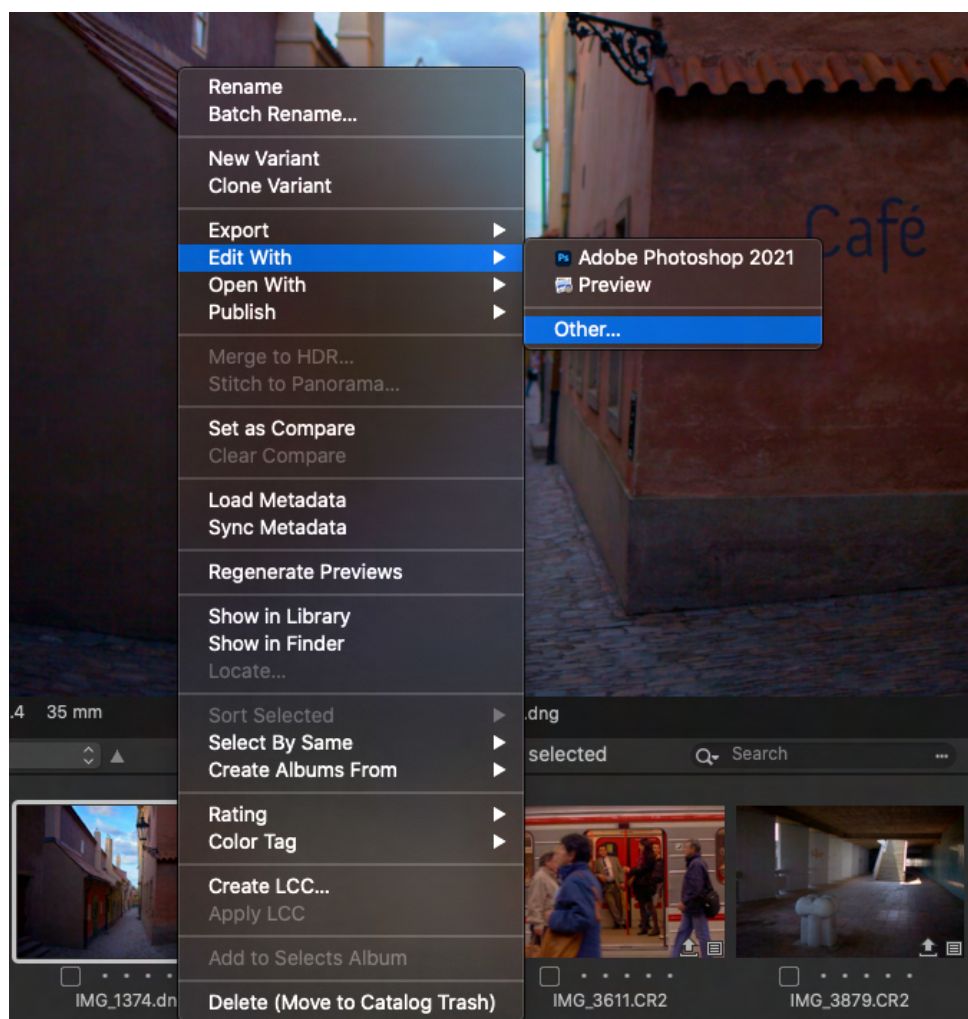 Café
Rename
Batch Rename...
New Variant
Clone Variant
Export
Edit With
Open With
Publish
Ps Adobe Photoshop 2021
Preview
Other...
Merge to HDR...
Stitch to Panorama...
Set as Compare
Clear Compare
Load Metadata
Sync Metadata
Regenerate Previews
Show in Library
Show in Finder
Locate...
.4 35 mm
.dng
Sort Selected
Select By Same
Create Albums From
selected
Search
Rating
Color Tag
Create LCC...
Apply LCC
Add to Selects Album
Delete (Move to Catalog Trash)
IMG_1374.dn
IMG_3611.CR2
IMG_3879.CR2